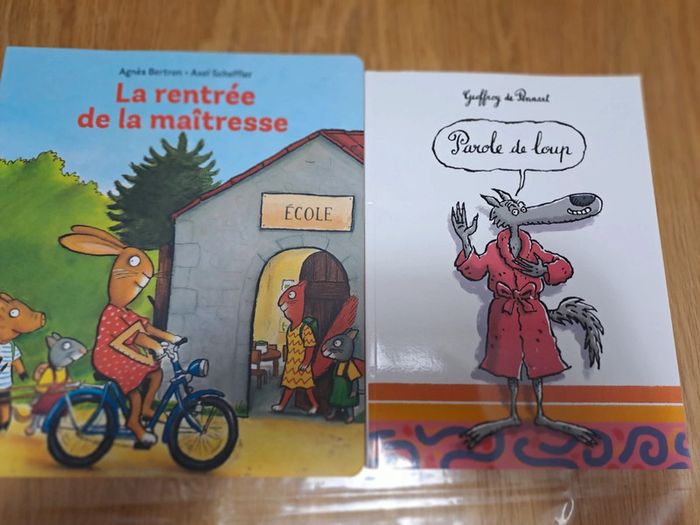 Agnès Bertron - Axel Scheffler
La rentrée
de la maîtresse
ÉCOLE
Geoffroy de Pennart
Parole de loup